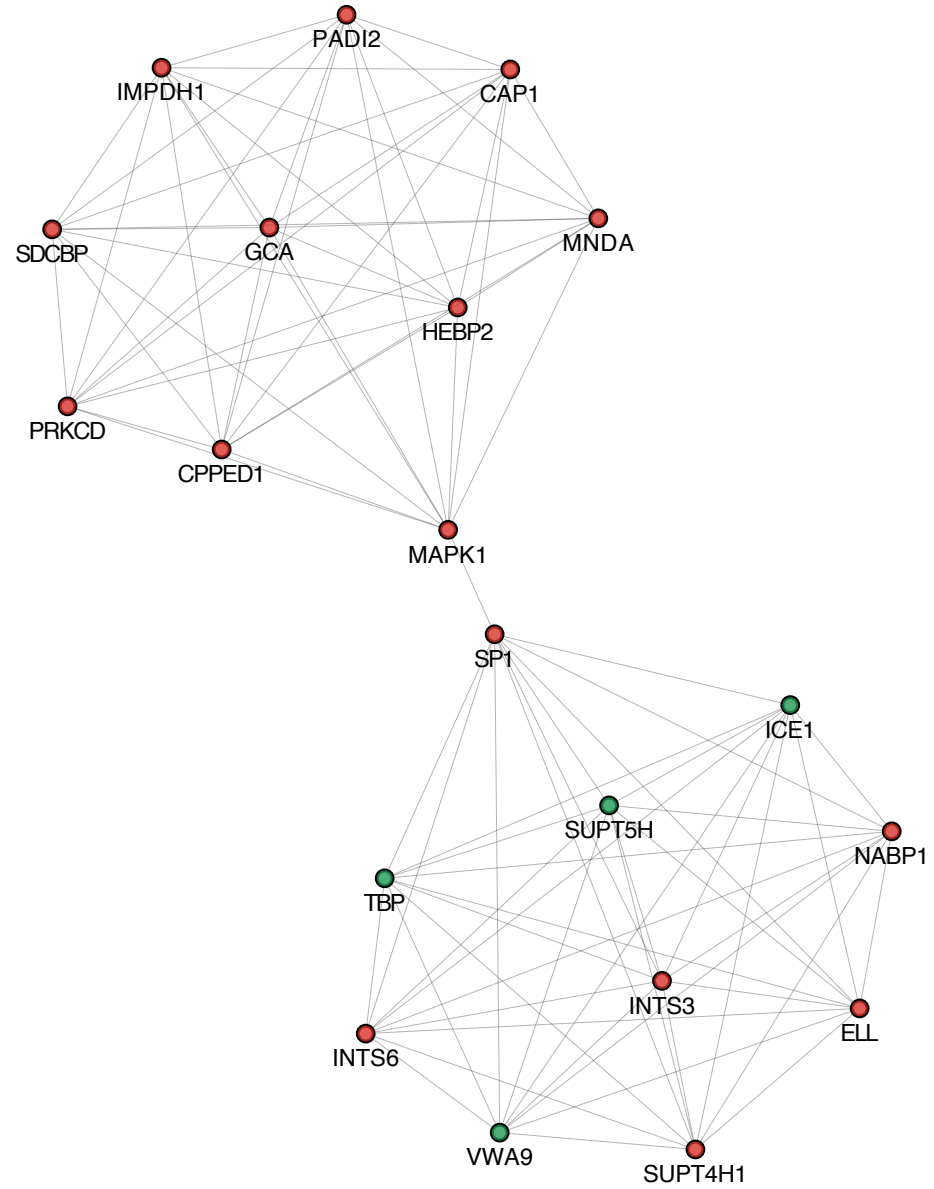 PADI2
IMPDH1
CAP1
SDCBP
GCA
MNDA
HEBP2
PRKCD
CPPED1
MAPK1
SP1
ICE1
SUPT5H
NABP1
TBP
INTS3
ELL
INTS6
VWA9
SUPT4H1